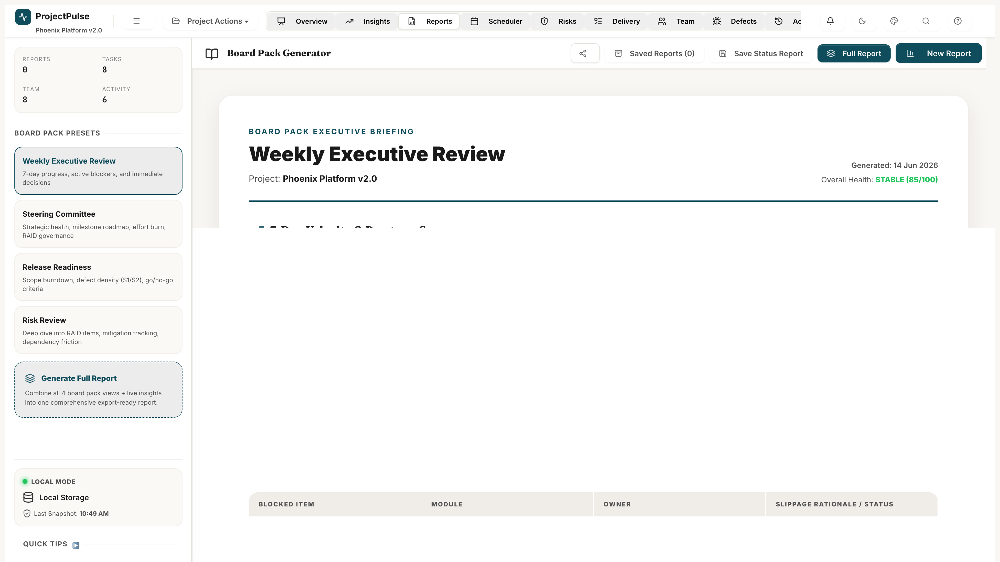 ProjectPulse
Phoenix Platform v2.0
Project Actions
Overview
Insights
Reports
Scheduler
Risks
Delivery
Team
Defects
Ac
REPORTS
0
TASKS
8
TEAM
8
ACTIVITY
6
BOARD PACK PRESETS
Weekly Executive Review
7-day progress, active blockers, and immediate
decisions
Steering Committee
Strategic health, milestone roadmap, effort burn,
RAID governance
Release Readiness
Scope burndown, defect density (S1/S2), go/no-go
criteria
Risk Review
Deep dive into RAID items, mitigation tracking,
dependency friction
Generate Full Report
Combine all 4 board pack views + live insights
into one comprehensive export-ready report.
LOCAL MODE
Local Storage
Last Snapshot: 10:49 AM
QUICK TIPS
Board Pack Generator
Saved Reports (0)
Save Status Report
Full Report
New Report
BOARD PACK EXECUTIVE BRIEFING
Weekly Executive Review
Project: Phoenix Platform v2.0
Generated: 14 Jun 2026
Overall Health: STABLE (85/100)
BLOCKED ITEM
MODULE
OWNER
SLIPPAGE RATIONALE / STATUS